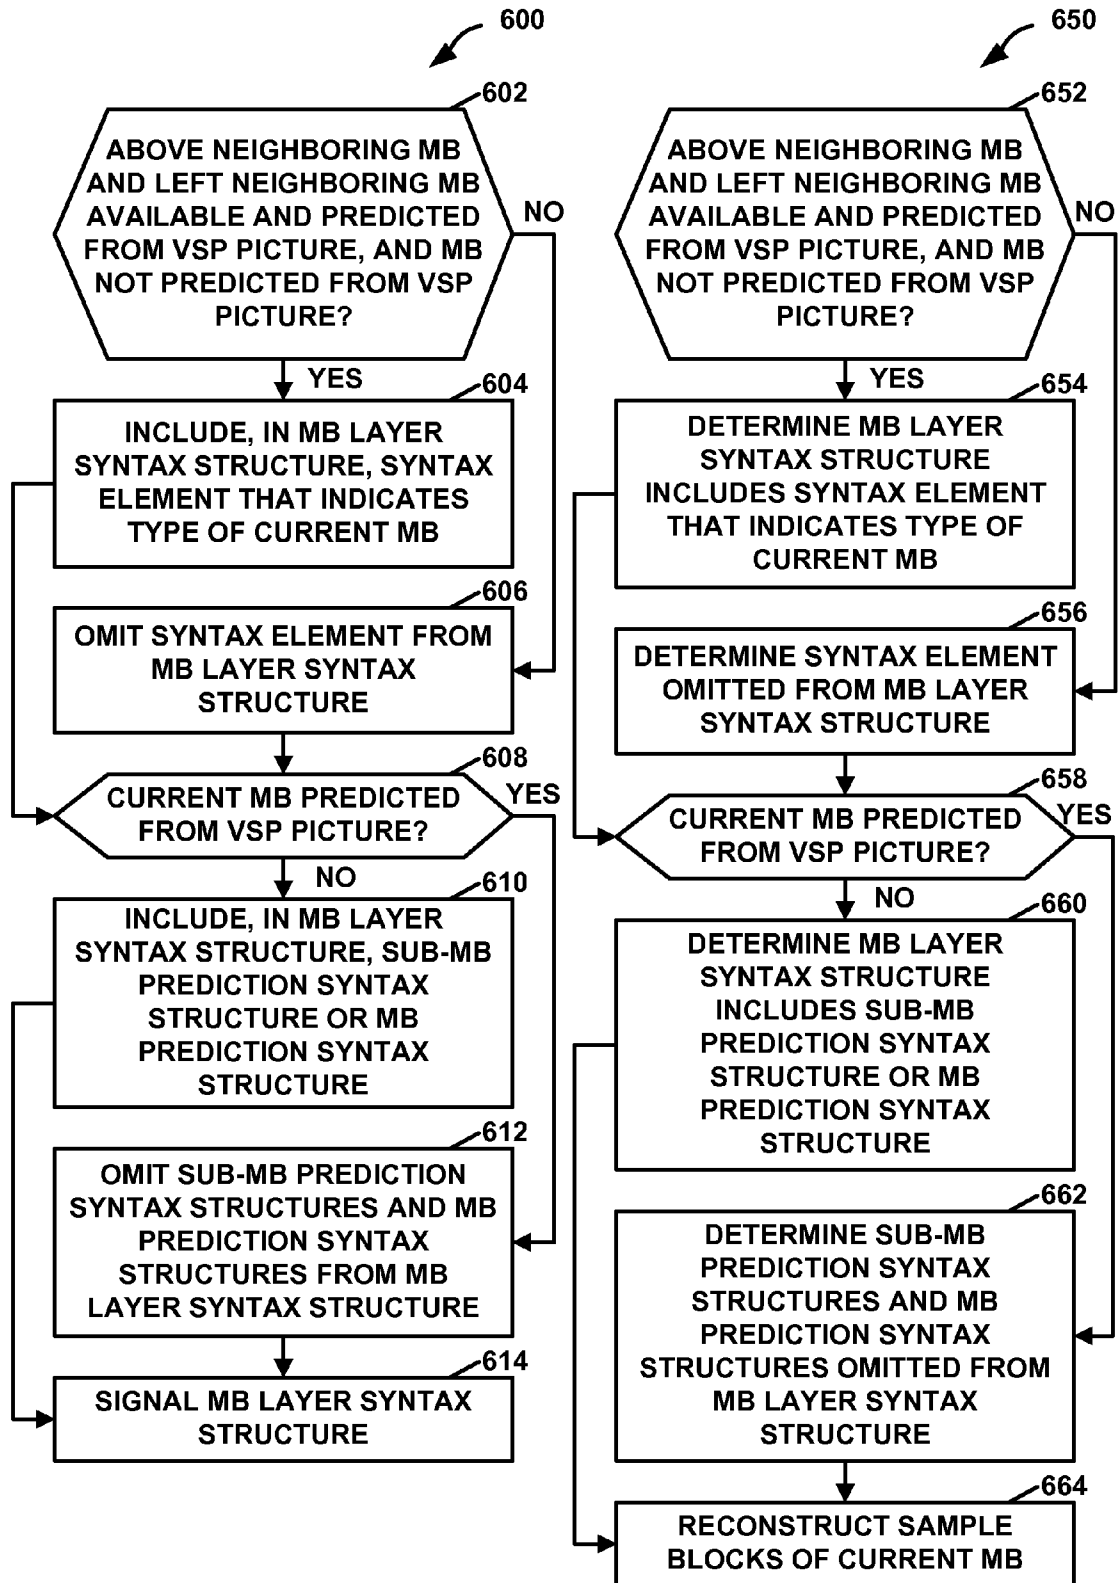 600
602
ABOVE NEIGHBORING MB
AND LEFT NEIGHBORING MB
AVAILABLE AND PREDICTED
FROM VSP PICTURE, AND MB
NOT PREDICTED FROM VSP
PICTURE?
NO
YES
604
INCLUDE, IN MB LAYER
SYNTAX STRUCTURE, SYNTAX
ELEMENT THAT INDICATES
TYPE OF CURRENT MB
606
OMIT SYNTAX ELEMENT FROM
MB LAYER SYNTAX
STRUCTURE
608
CURRENT MB PREDICTED
FROM VSP PICTURE?
YES
NO
610
INCLUDE, IN MB LAYER
SYNTAX STRUCTURE, SUB-MB
PREDICTION SYNTAX
STRUCTURE OR MB
PREDICTION SYNTAX
STRUCTURE
612
OMIT SUB-MB PREDICTION
SYNTAX STRUCTURES AND MB
PREDICTION SYNTAX
STRUCTURES FROM MB
LAYER SYNTAX STRUCTURE
614
SIGNAL MB LAYER SYNTAX
STRUCTURE
650
652
ABOVE NEIGHBORING MB
AND LEFT NEIGHBORING MB
AVAILABLE AND PREDICTED
FROM VSP PICTURE, AND MB
NOT PREDICTED FROM VSP
PICTURE?
NO
YES
654
DETERMINE MB LAYER
SYNTAX STRUCTURE
INCLUDES SYNTAX ELEMENT
THAT INDICATES TYPE OF
CURRENT MB
656
DETERMINE SYNTAX ELEMENT
OMITTED FROM MB LAYER
SYNTAX STRUCTURE
658
CURRENT MB PREDICTED
FROM VSP PICTURE?
YES
NO
660
DETERMINE MB LAYER
SYNTAX STRUCTURE
INCLUDES SUB-MB
PREDICTION SYNTAX
STRUCTURE OR MB
PREDICTION SYNTAX
STRUCTURE
662
DETERMINE SUB-MB
PREDICTION SYNTAX
STRUCTURES AND MB
PREDICTION SYNTAX
STRUCTURES OMITTED FROM
MB LAYER SYNTAX
STRUCTURE
664
RECONSTRUCT SAMPLE
BLOCKS OF CURRENT MB